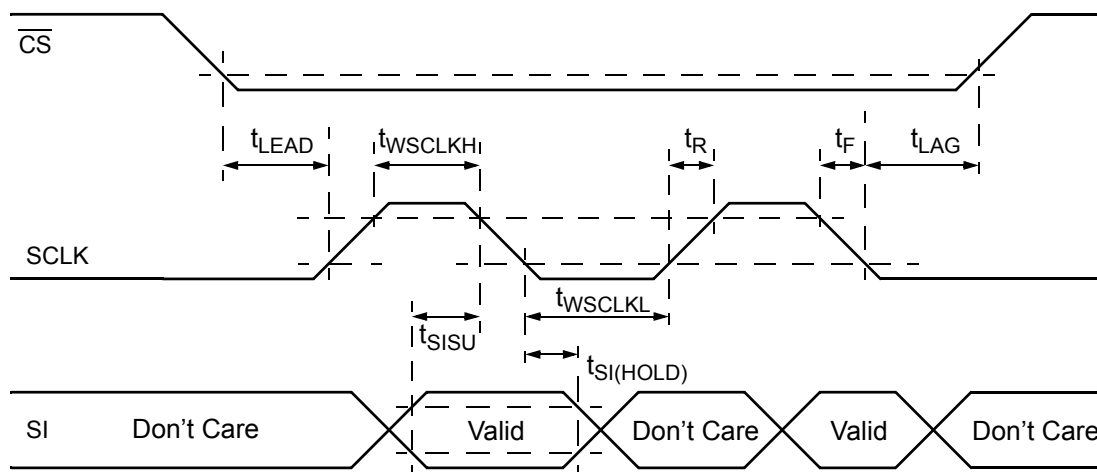 CS
tLEAD tWSCLKH tR tF tLAG
SCLK
tWSCLKL
tSISU
tSI(HOLD)
SI Don't Care Valid Don't Care Valid Don't Care